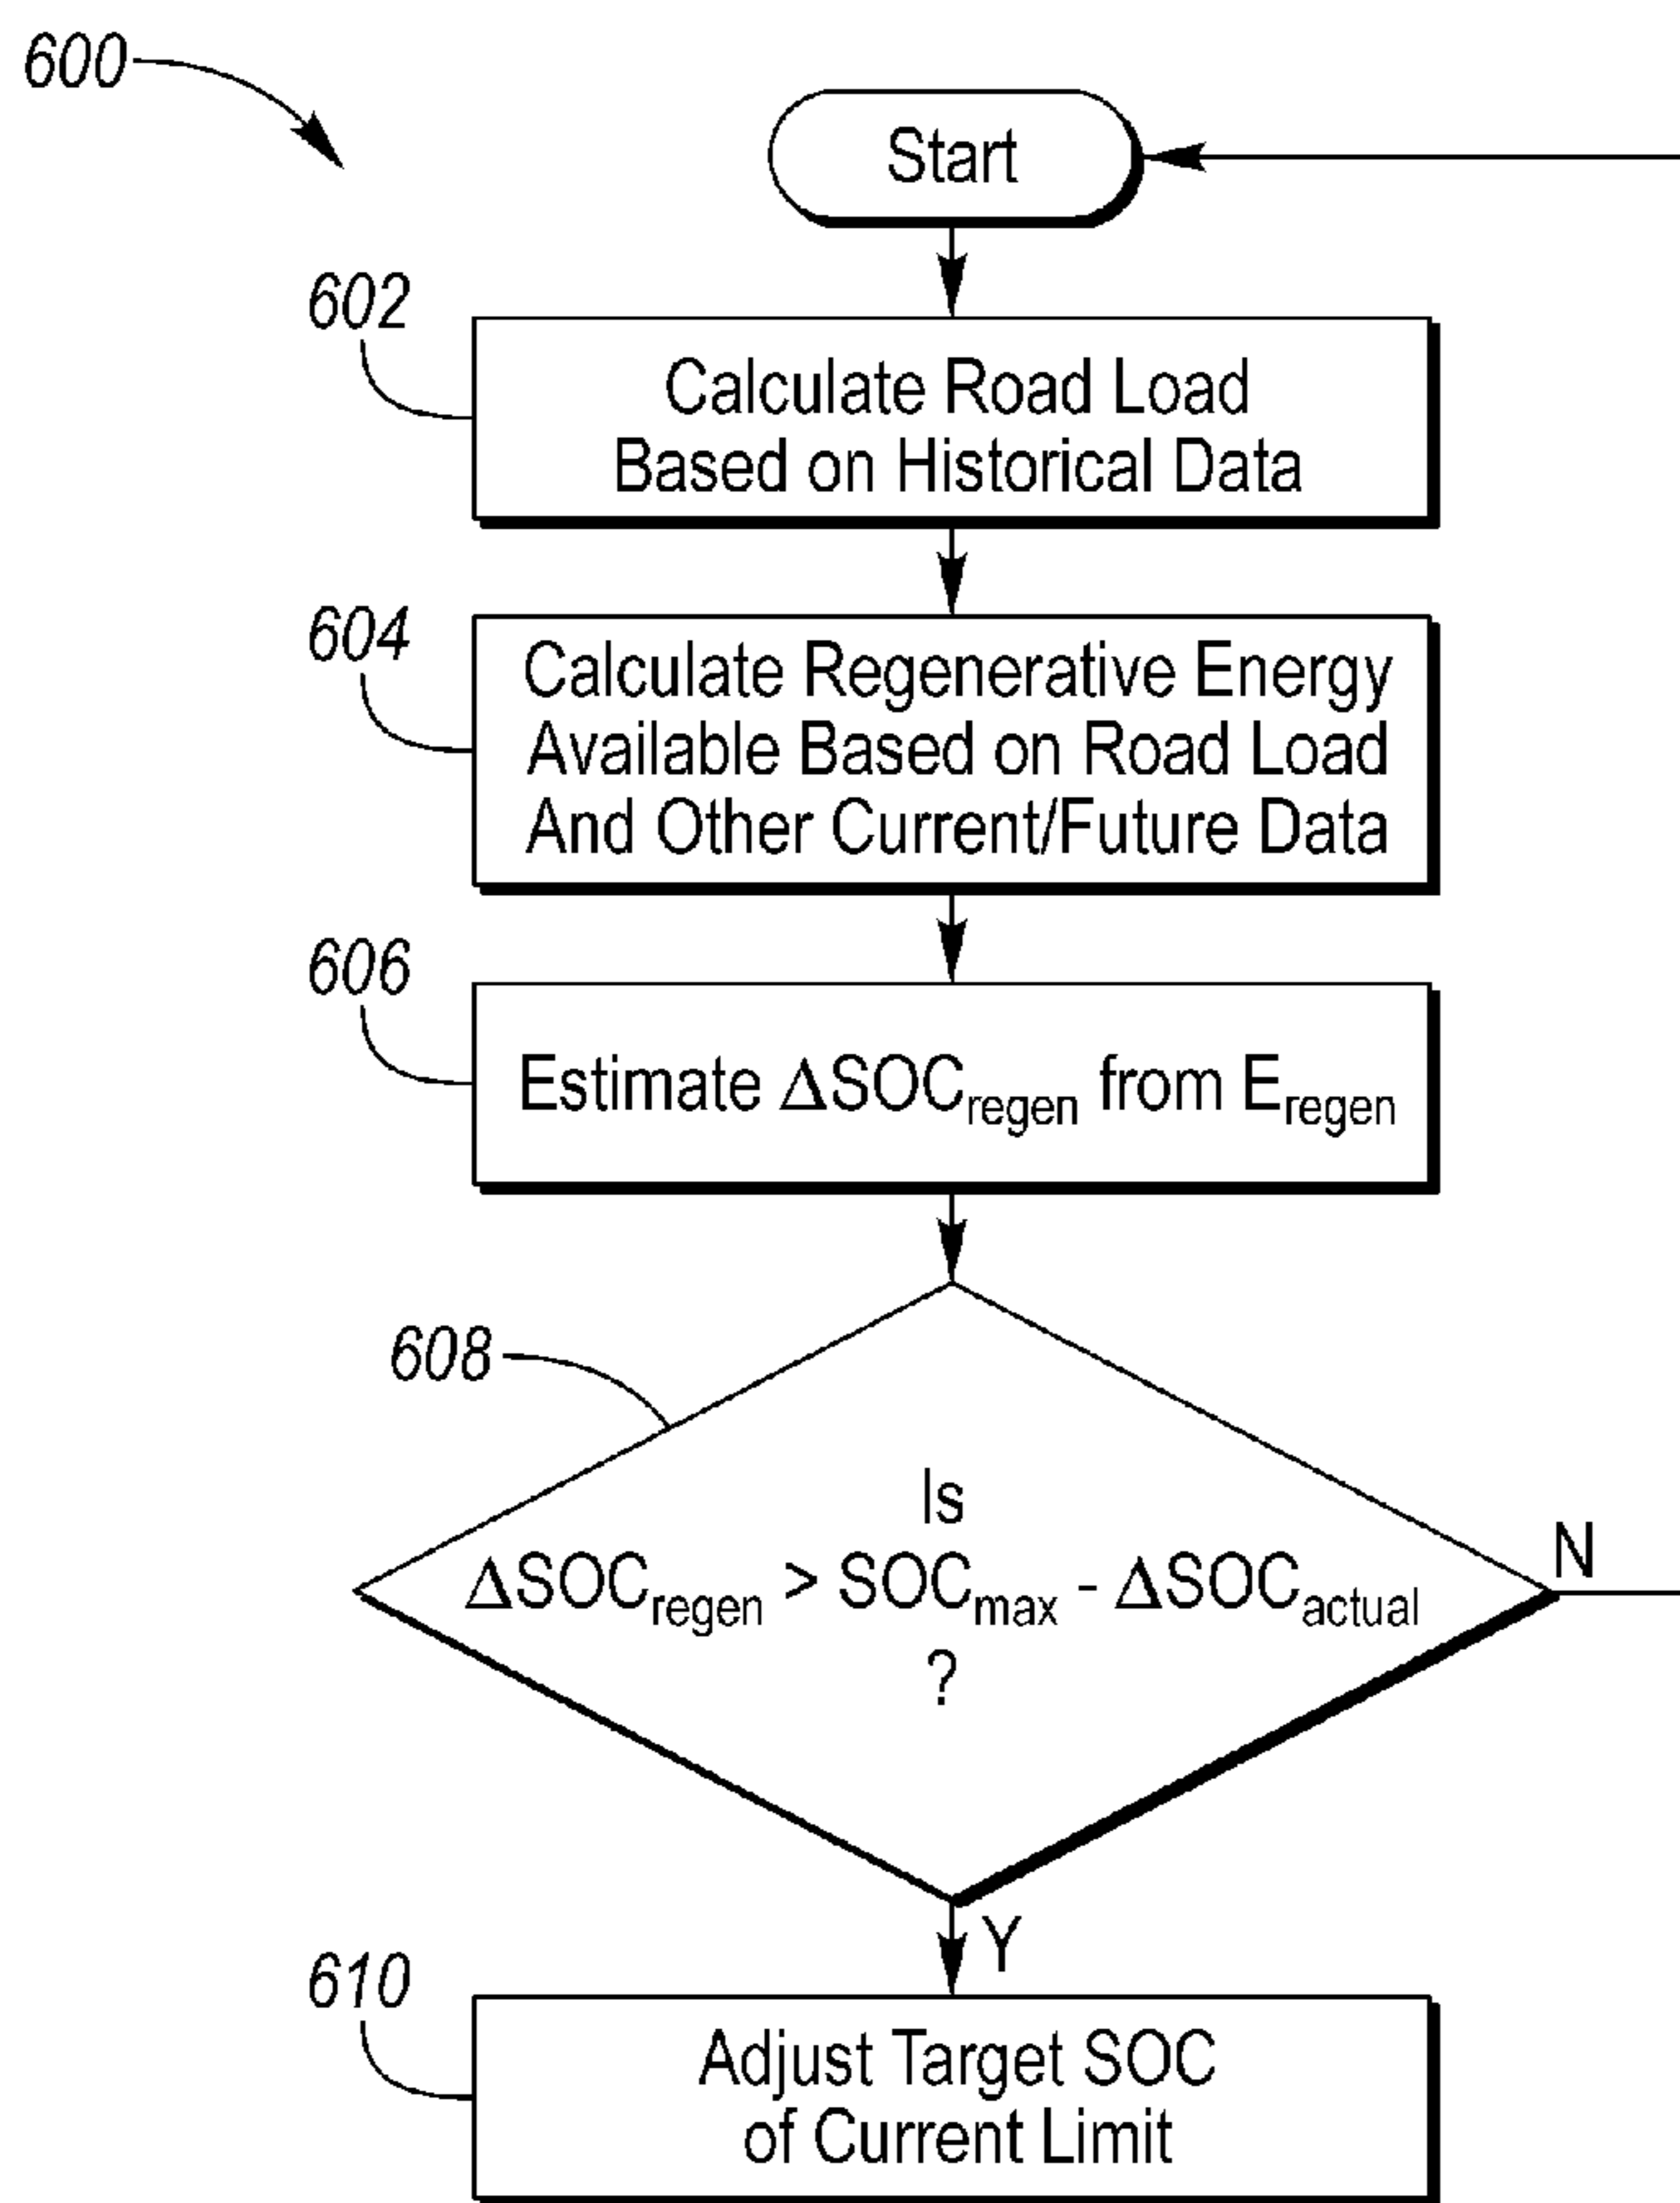 600
Start
602
Calculate Road Load
Based on Historical Data
604
Calculate Regenerative Energy
Available Based on Road Load
And Other Current/Future Data
606
Estimate ΔSOCregen from Eregen
608
Is
ΔSOCregen > SOCmax - ΔSOCactual
?
N
Y
610
Adjust Target SOC
of Current Limit